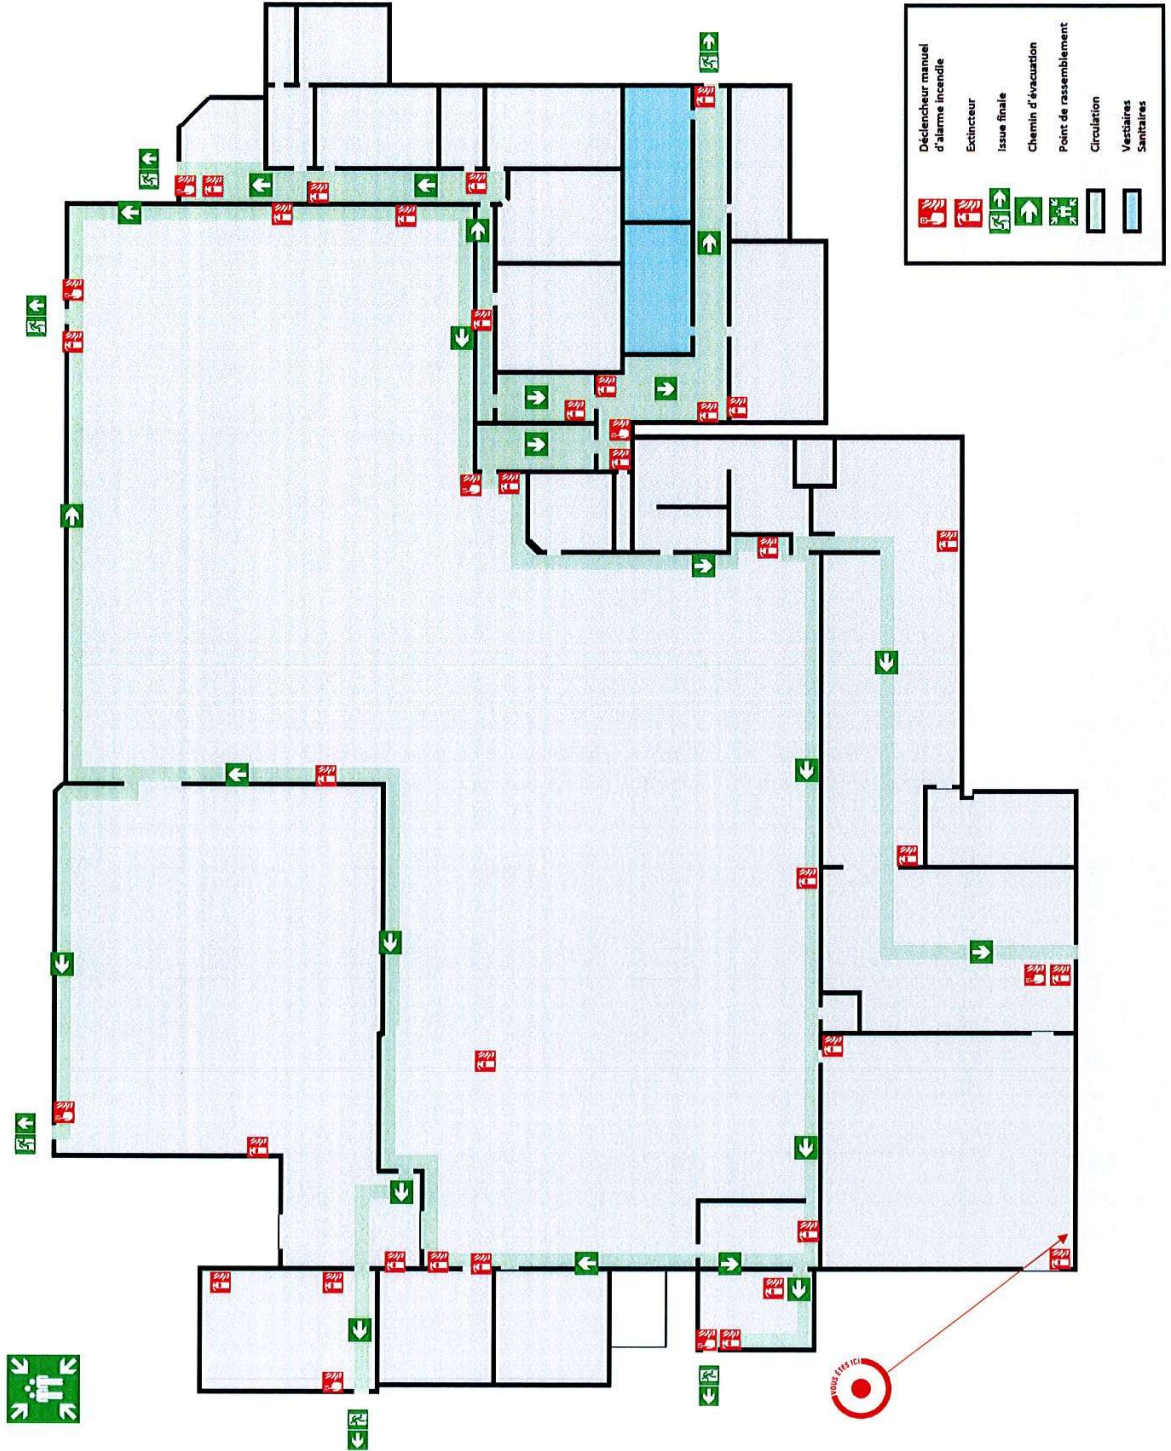 Déclencheur manuel
d'alarme incendie
Extincteur
Issue finale
Chemin d'évacuation
Point de rassemblement
Circulation
Vestiaires
Sanitaires
VOUS ÊTES ICI